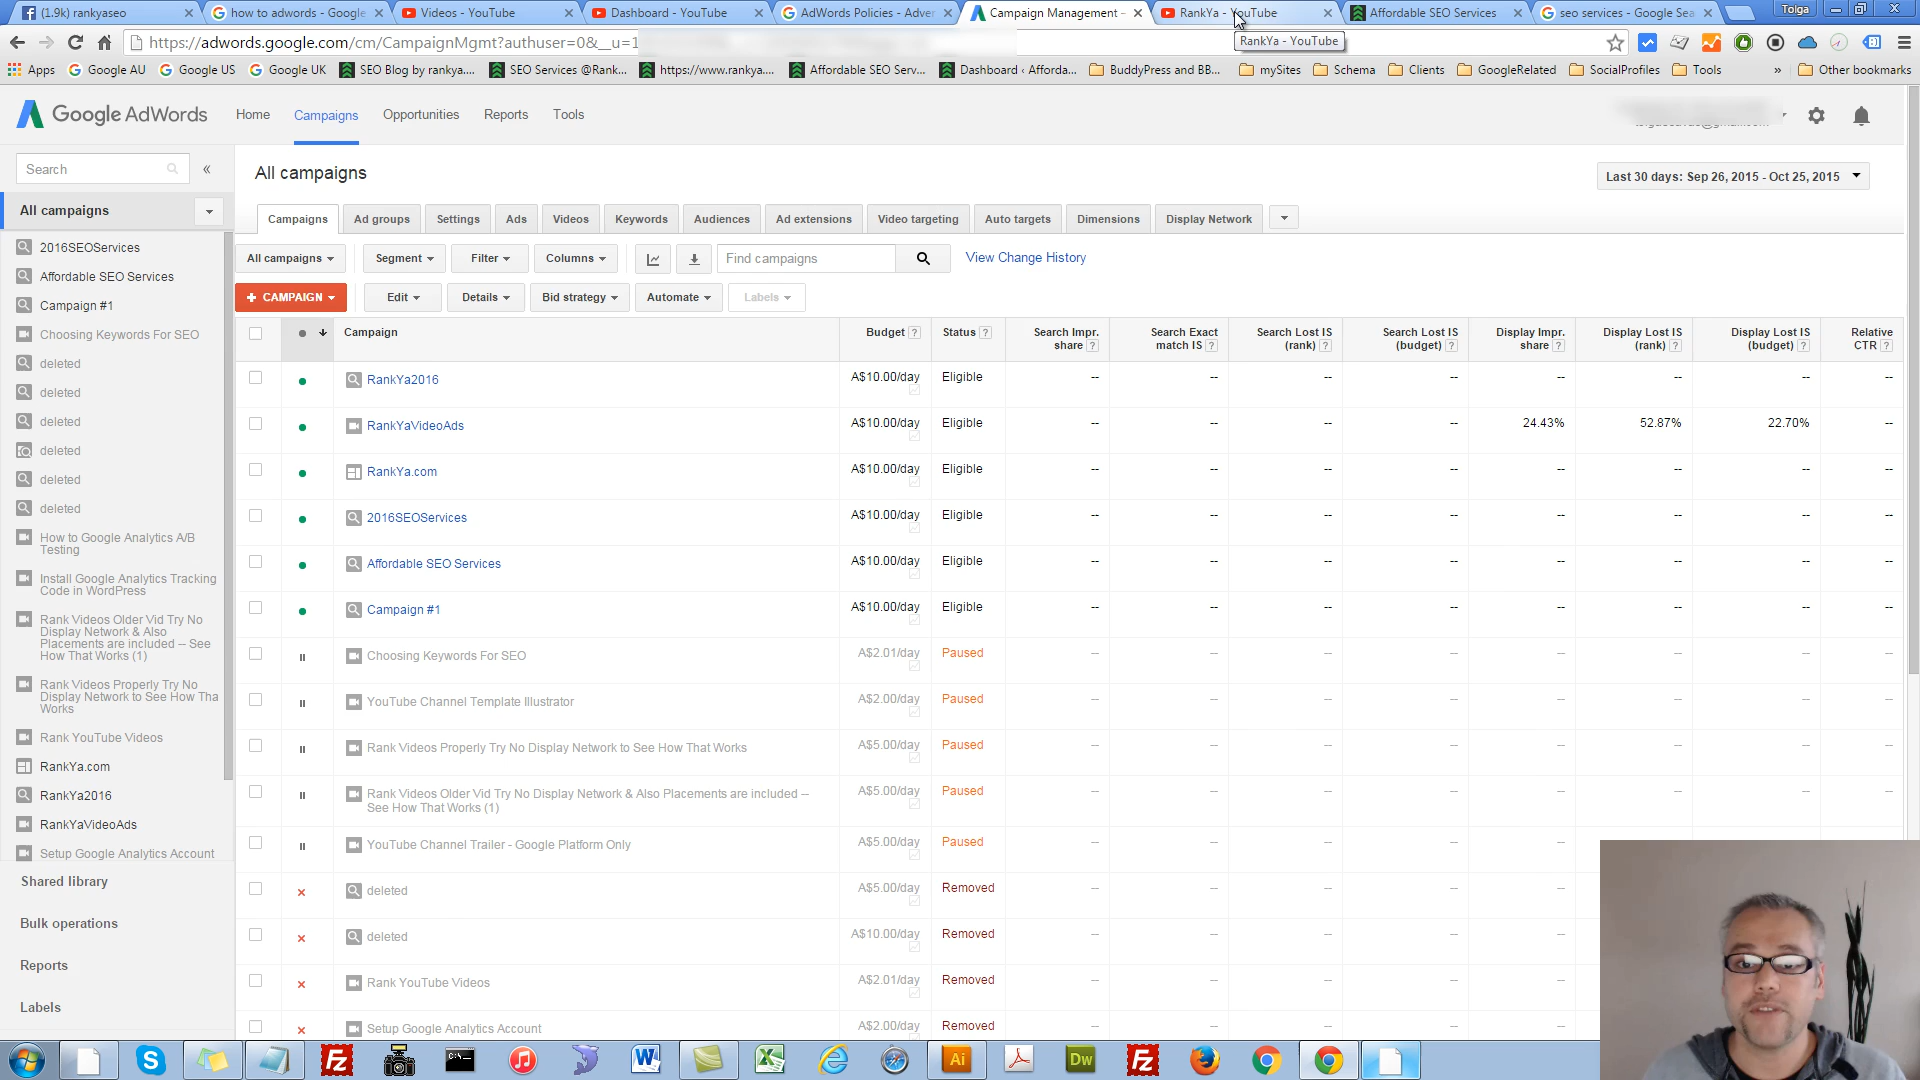 (1.9k) rankyaseo
how to adwords - Google
Videos - YouTube
Dashboard - YouTube
AdWords Policies - Adver
Campaign Management -
RankYa - YouTube
Affordable SEO Services
seo services - Google Sea
Tolga
https://adwords.google.com/cm/CampaignMgmt?authuser=0&__u=1
RankYa - YouTube
Apps
Google AU
Google US
Google UK
SEO Blog by rankya....
SEO Services @Rank...
https://www.rankya....
Affordable SEO Serv...
Dashboard ‹ Afforda...
BuddyPress and BB...
mySites
Schema
Clients
GoogleRelated
SocialProfiles
Tools
»
Other bookmarks
Google AdWords
Home
Campaigns
Opportunities
Reports
Tools
Search
«
All campaigns
Last 30 days: Sep 26, 2015 - Oct 25, 2015
All campaigns
Campaigns
Ad groups
Settings
Ads
Videos
Keywords
Audiences
Ad extensions
Video targeting
Auto targets
Dimensions
Display Network
2016SEOServices
Affordable SEO Services
Campaign #1
Choosing Keywords For SEO
deleted
deleted
deleted
deleted
deleted
deleted
How to Google Analytics A/B
Testing
Install Google Analytics Tracking
Code in WordPress
Rank Videos Older Vid Try No
Display Network & Also
Placements are included -- See
How That Works (1)
Rank Videos Properly Try No
Display Network to See How Tha
Works
Rank YouTube Videos
RankYa.com
RankYa2016
RankYaVideoAds
Setup Google Analytics Account
Shared library
Bulk operations
Reports
Labels
All campaigns
Segment
Filter
Columns
Find campaigns
View Change History
+ CAMPAIGN
Edit
Details
Bid strategy
Automate
Labels
Campaign
Budget ?
Status ?
Search Impr.
share ?
Search Exact
match IS ?
Search Lost IS
(rank) ?
Search Lost IS
(budget) ?
Display Impr.
share ?
Display Lost IS
(rank) ?
Display Lost IS
(budget) ?
Relative
CTR ?
RankYa2016 A$10.00/day Eligible -- -- -- -- -- -- -- --
RankYaVideoAds A$10.00/day Eligible -- -- -- -- 24.43% 52.87% 22.70% --
RankYa.com A$10.00/day Eligible -- -- -- -- -- -- -- --
2016SEOServices A$10.00/day Eligible -- -- -- -- -- -- -- --
Affordable SEO Services A$10.00/day Eligible -- -- -- -- -- -- -- --
Campaign #1 A$10.00/day Eligible -- -- -- -- -- -- -- --
Choosing Keywords For SEO A$2.01/day Paused -- -- -- -- -- -- -- --
YouTube Channel Template Illustrator A$2.00/day Paused -- -- -- -- -- -- -- --
Rank Videos Properly Try No Display Network to See How That Works A$5.00/day Paused -- -- -- -- -- -- -- --
Rank Videos Older Vid Try No Display Network & Also Placements are included -- A$5.00/day Paused -- -- -- -- -- -- -- --
See How That Works (1)
YouTube Channel Trailer - Google Platform Only A$5.00/day Paused -- -- -- --  --
deleted A$5.00/day Removed -- -- -- -- --
deleted A$10.00/day Removed -- -- -- -- --
Rank YouTube Videos A$2.01/day Removed -- -- -- -- --
Setup Google Analytics Account A$2.00/day Removed -- -- -- -- --
Fz
C:\
W
X
Ai
Dw
Fz